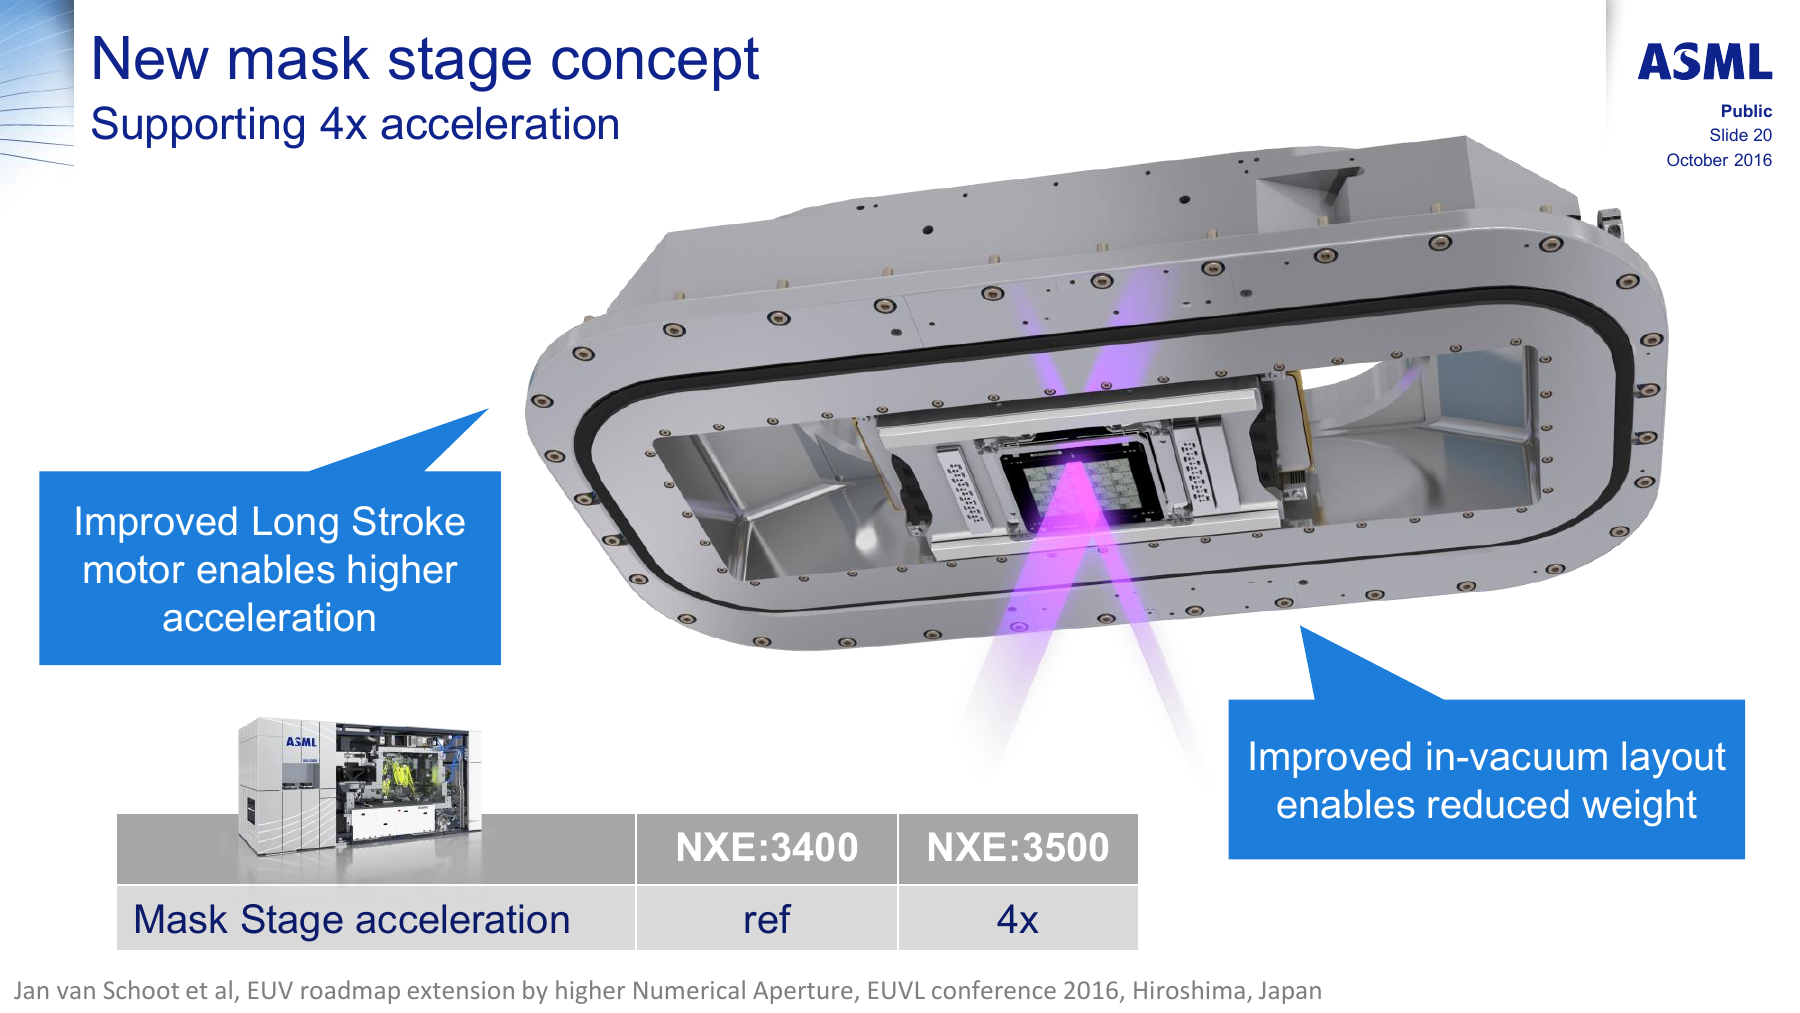 New mask stage concept
Supporting 4x acceleration
ASML
Public
Slide 20
October 2016
Improved Long Stroke
motor enables higher
acceleration
Improved in-vacuum layout
enables reduced weight
ASML
NXE:3400 NXE:3500
Mask Stage acceleration ref 4x
Jan van Schoot et al, EUV roadmap extension by higher Numerical Aperture, EUVL conference 2016, Hiroshima, Japan